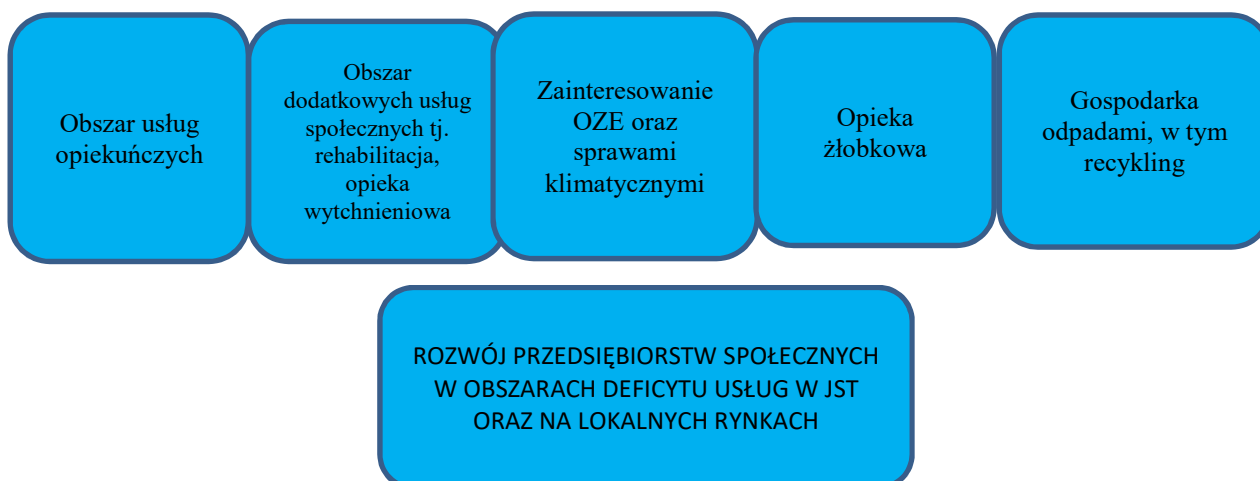 Obszar usług
opiekuńczych
Obszar
dodatkowych usług
społecznych tj.
rehabilitacja,
opieka
wytchnieniowa
Zainteresowanie
OZE oraz
sprawami
klimatycznymi
Opieka
żłobkowa
Gospodarka
odpadami, w tym
recykling
ROZWÓJ PRZEDSIĘBIORSTW SPOŁECZNYCH
W OBSZARACH DEFICYTU USŁUG W JST
ORAZ NA LOKALNYCH RYNKACH